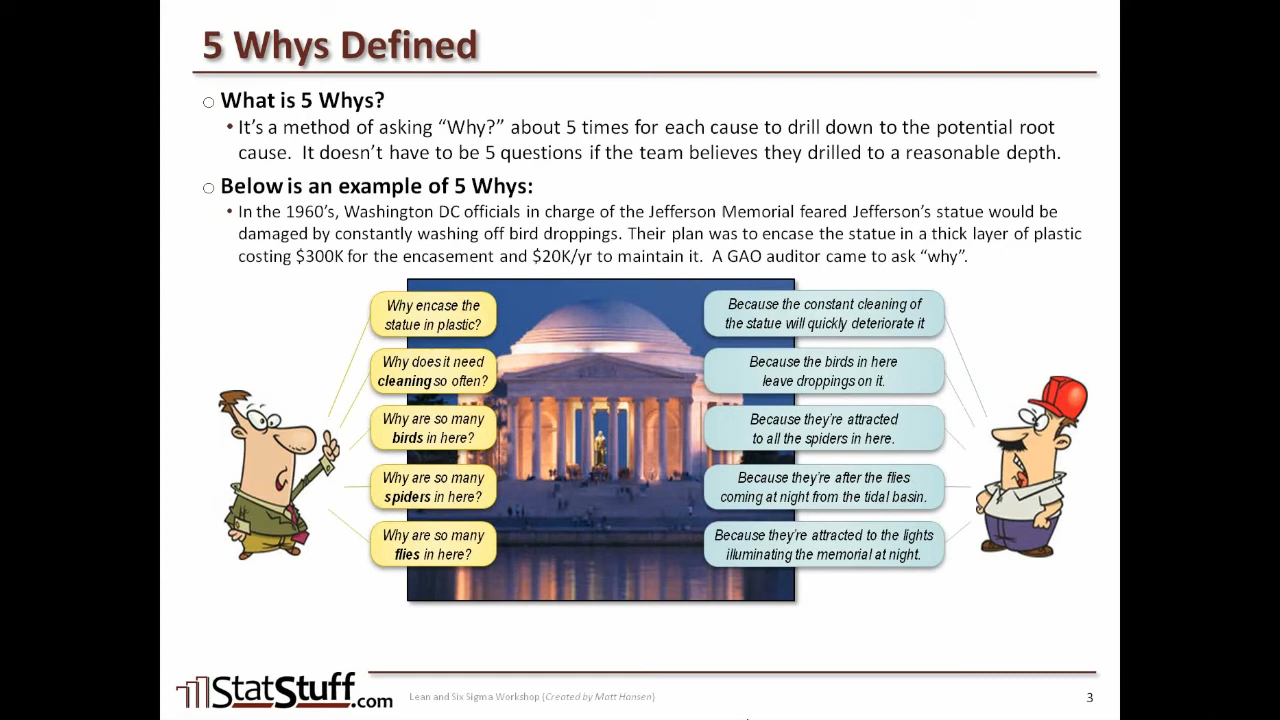 5 Whys Defined
What is 5 Whys?
It's a method of asking “Why?” about 5 times for each cause to drill down to the potential root
cause.  It doesn't have to be 5 questions if the team believes they drilled to a reasonable depth.
Below is an example of 5 Whys:
In the 1960's, Washington DC officials in charge of the Jefferson Memorial feared Jefferson's statue would be
damaged by constantly washing off bird droppings. Their plan was to encase the statue in a thick layer of plastic
costing $300K for the encasement and $20K/yr to maintain it.  A GAO auditor came to ask “why”.
Why encase the
statue in plastic?
Because the constant cleaning of
the statue will quickly deteriorate it
Why does it need
cleaning so often?
Because the birds in here
leave droppings on it.
Why are so many
birds in here?
Because they're attracted
to all the spiders in here.
Why are so many
spiders in here?
Because they're after the flies
coming at night from the tidal basin.
Why are so many
flies in here?
Because they're attracted to the lights
illuminating the memorial at night.
StatStuff.com
Lean and Six Sigma Workshop (Created by Matt Hansen)
3